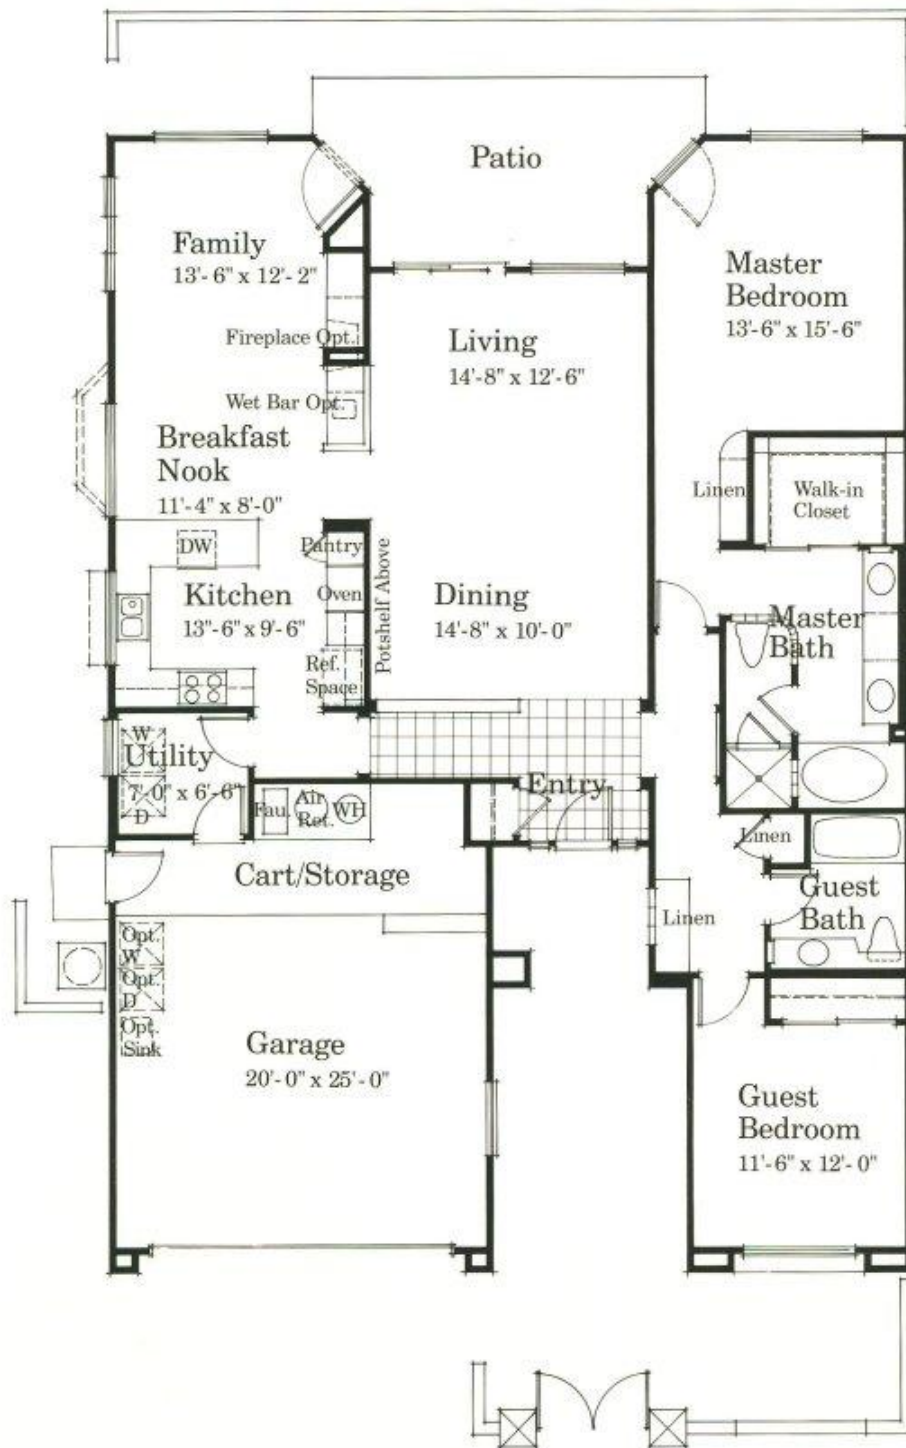 Patio
Family
13'- 6" x 12'- 2"
Master
Bedroom
13'-6" x 15'-6"
Fireplace Opt.
Living
14'-8" x 12'-6"
Wet Bar Opt.
Breakfast
Nook
11'-4" x 8'-0"
Linen
Walk-in
Closet
DW
Pantry
Kitchen
13"-6" x 9'-6"
Oven
Potshelf Above
Dining
14'-8" x 10'-0"
Master
Bath
Ref.
Space
W
Utility
7'-0" x 6'-6"
D
Entry
Fau.
Air
Ret.
WH
Linen
Cart/Storage
Guest
Bath
Linen
Opt.
W
Opt.
D
Opt.
Sink
Garage
20'-0" x 25'-0"
Guest
Bedroom
11'-6" x 12'- 0"